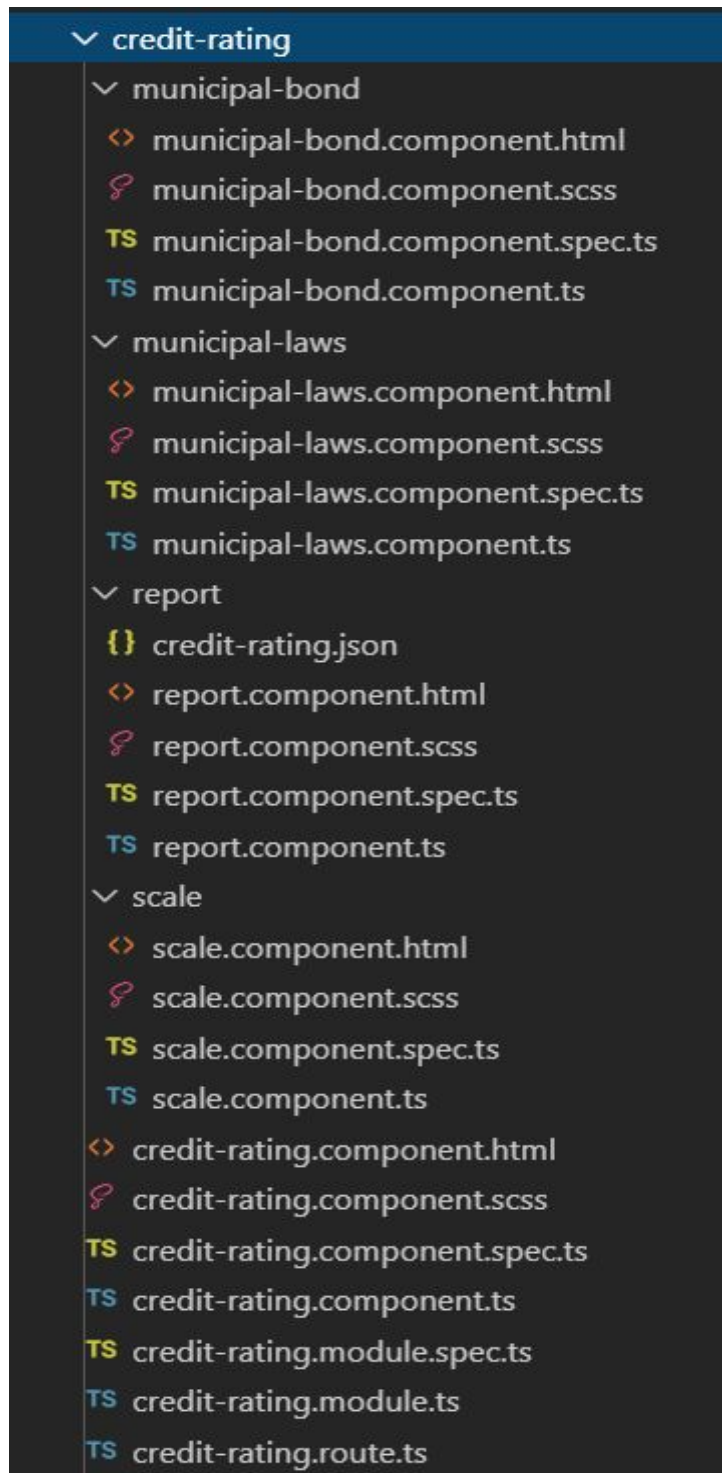 credit-rating
municipal-bond
<> municipal-bond.component.html
municipal-bond.component.scss
TS municipal-bond.component.spec.ts
TS municipal-bond.component.ts
municipal-laws
<> municipal-laws.component.html
municipal-laws.component.scss
TS municipal-laws.component.spec.ts
TS municipal-laws.component.ts
report
{} credit-rating.json
<> report.component.html
report.component.scss
TS report.component.spec.ts
TS report.component.ts
scale
<> scale.component.html
scale.component.scss
TS scale.component.spec.ts
TS scale.component.ts
<> credit-rating.component.html
credit-rating.component.scss
TS credit-rating.component.spec.ts
TS credit-rating.component.ts
TS credit-rating.module.spec.ts
TS credit-rating.module.ts
TS credit-rating.route.ts